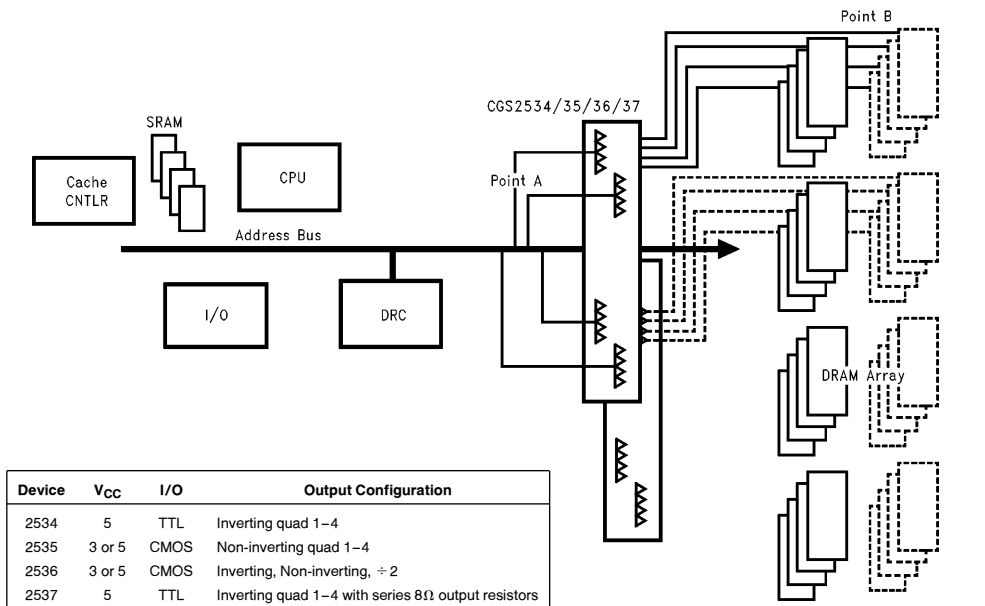 Point B
CGS2534/35/36/37
SRAM
Cache
CNTLR
CPU
Point A
Address Bus
I/O
DRC
DRAM Array
Device VCC I/O Output Configuration
2534 5 TTL Inverting quad 1–4
2535 3 or 5 CMOS Non-inverting quad 1–4
2536 3 or 5 CMOS Inverting, Non-inverting, ÷2
2537 5 TTL Inverting quad 1–4 with series 8Ω output resistors